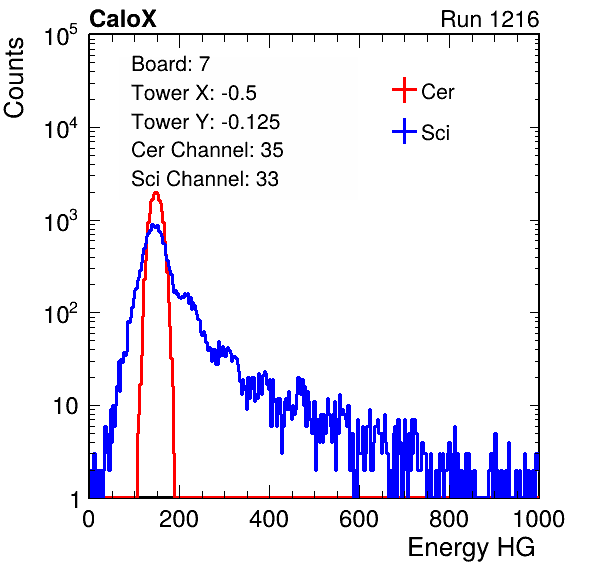 CaloX Run 1216
Counts
10^5
10^4
10^3
10^2
10
1
Board: 7
Tower X: -0.5
Tower Y: -0.125
Cer Channel: 35
Sci Channel: 33
Cer
Sci
0 200 400 600 800 1000
Energy HG